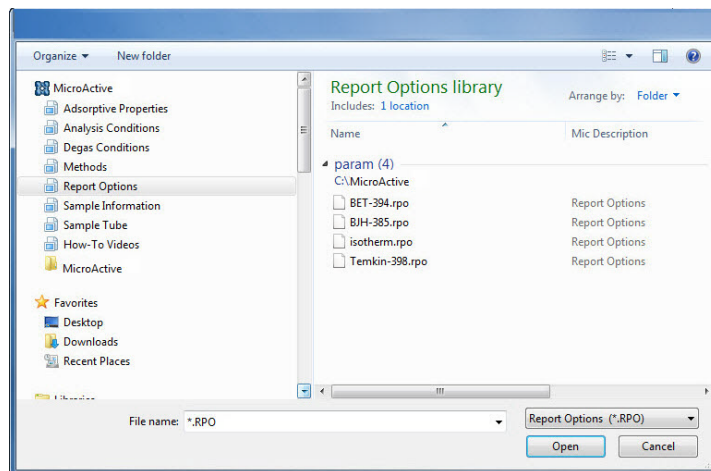 Organize New folder
MicroActive
Adsorptive Properties
Analysis Conditions
Degas Conditions
Methods
Report Options
Sample Information
Sample Tube
How-To Videos
MicroActive
Favorites
Desktop
Downloads
Recent Places
Report Options library
Includes: 1 location
Arrange by: Folder
Name Mic Description
param (4)
C:\MicroActive
BET-394.rpo Report Options
BJH-385.rpo Report Options
isotherm.rpo Report Options
Temkin-398.rpo Report Options
File name: *.RPO Report Options (*.RPO)
Open Cancel